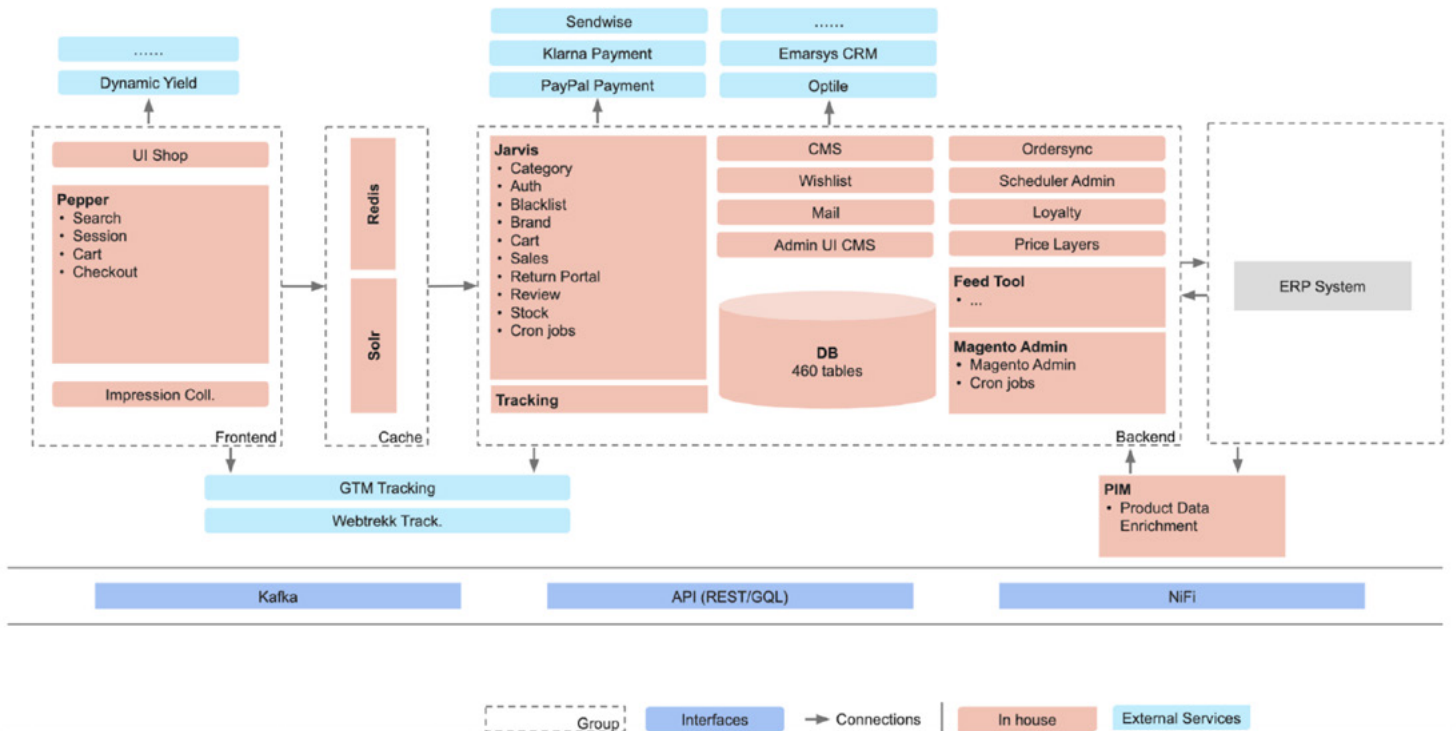 ......
Dynamic Yield
Sendwise
Klarna Payment
PayPal Payment
......
Emarsys CRM
Optile
UI Shop
Pepper
• Search
• Session
• Cart
• Checkout
Impression Coll.
Frontend
Redis
Solr
Cache
Jarvis
• Category
• Auth
• Blacklist
• Brand
• Cart
• Sales
• Return Portal
• Review
• Stock
• Cron jobs
Tracking
CMS
Wishlist
Mail
Admin UI CMS
DB
460 tables
Ordersync
Scheduler Admin
Loyalty
Price Layers
Feed Tool
• ...
Magento Admin
• Magento Admin
• Cron jobs
Backend
ERP System
GTM Tracking
Webtrekk Track.
PIM
• Product Data
Enrichment
Kafka
API (REST/GQL)
NiFi
Group
Interfaces
Connections
In house
External Services